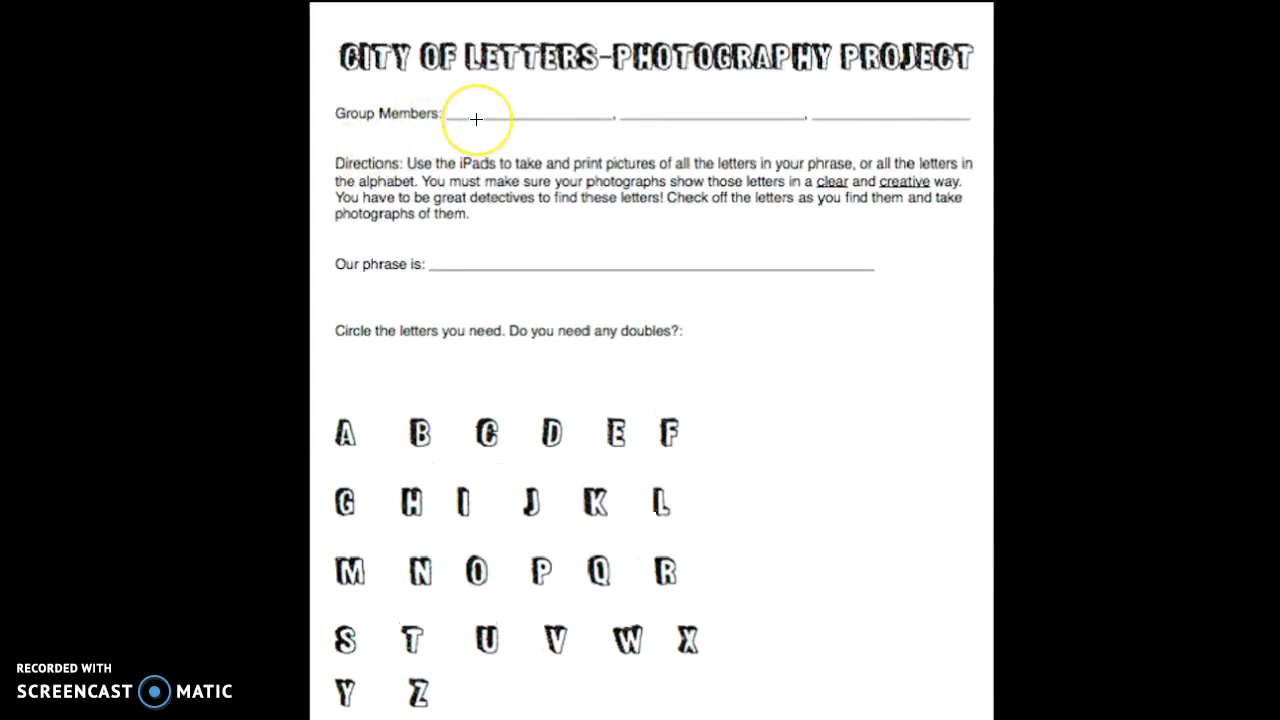 CITY OF LETTERS-PHOTOGRAPHY PROJECT
Group Members: ____________________, ____________________, ____________________
Directions: Use the iPads to take and print pictures of all the letters in your phrase, or all the letters in
the alphabet. You must make sure your photographs show those letters in a clear and creative way.
You have to be great detectives to find these letters! Check off the letters as you find them and take
photographs of them.
Our phrase is: ____________________
Circle the letters you need. Do you need any doubles?:
A B C D E F
G H I J K L
M N O P Q R
S T U V W X
Y Z
RECORDED WITH
SCREENCAST MATIC